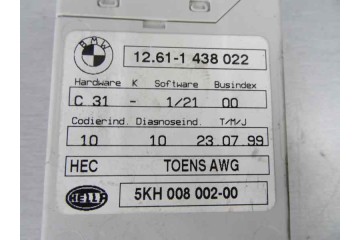 BMW
12.61-1 438 022
Hardware K Software Busindex
C 31 - 1/21 00
Codierind. Diagnoseind. T/M/J
10 10 23.07.99
HEC TOENS AWG
HELLA 5KH 008 002-00